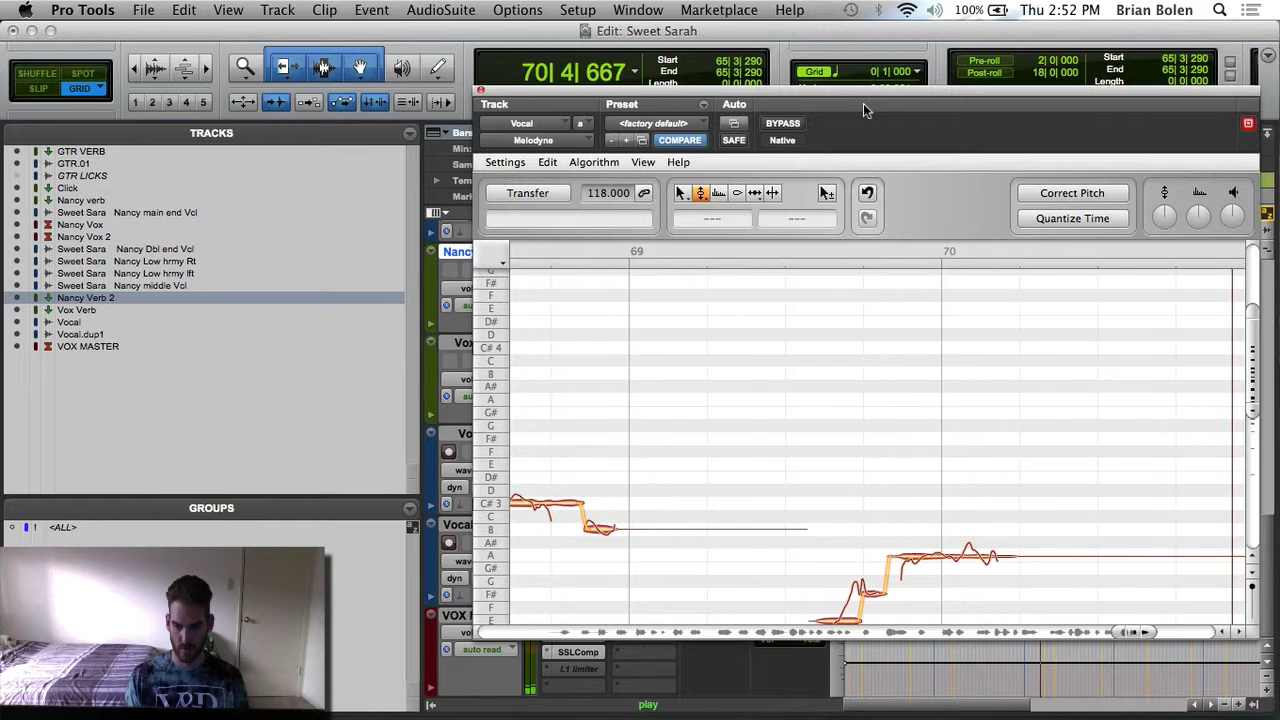 Pro Tools File Edit View Track Clip Event AudioSuite Options Setup Window Marketplace Help 100% Thu 2:52 PM Brian Bolen
Edit: Sweet Sarah
SHUFFLE SPOT
SLIP GRID
1 2 3 4 5
70| 4| 667
Start 65| 3| 290
End 65| 3| 290
Length
Grid 0| 1| 000
Pre-roll 2| 0| 000
Post-roll 18| 0| 000
Start 65| 3| 290
End 65| 3| 290
Length
Track Preset Auto
Vocal a <factory default> BYPASS
Melodyne - + COMPARE SAFE Native
Settings Edit Algorithm View Help
Transfer 118.000 Correct Pitch
--- --- Quantize Time
69 70
G
F#
F
E
D#
D
C# 4
C
B
A#
A
G#
G
F#
F
E
D#
D
C# 3
C
B
A#
A
G#
G
F#
F
E
TRACKS
GTR VERB
GTR.01
GTR LICKS
Click
Nancy verb
Sweet Sara Nancy main end Vcl
Nancy Vox
Nancy Vox 2
Sweet Sara Nancy Dbl end Vcl
Sweet Sara Nancy Low hrmy Rt
Sweet Sara Nancy Low hrmy lft
Sweet Sara Nancy middle Vcl
Nancy Verb 2
Vox Verb
Vocal
Vocal.dup1
VOX MASTER
GROUPS
1 <ALL>
Nancy
dyn
dyn
VOX
auto read
SSLComp
L1 limiter
play